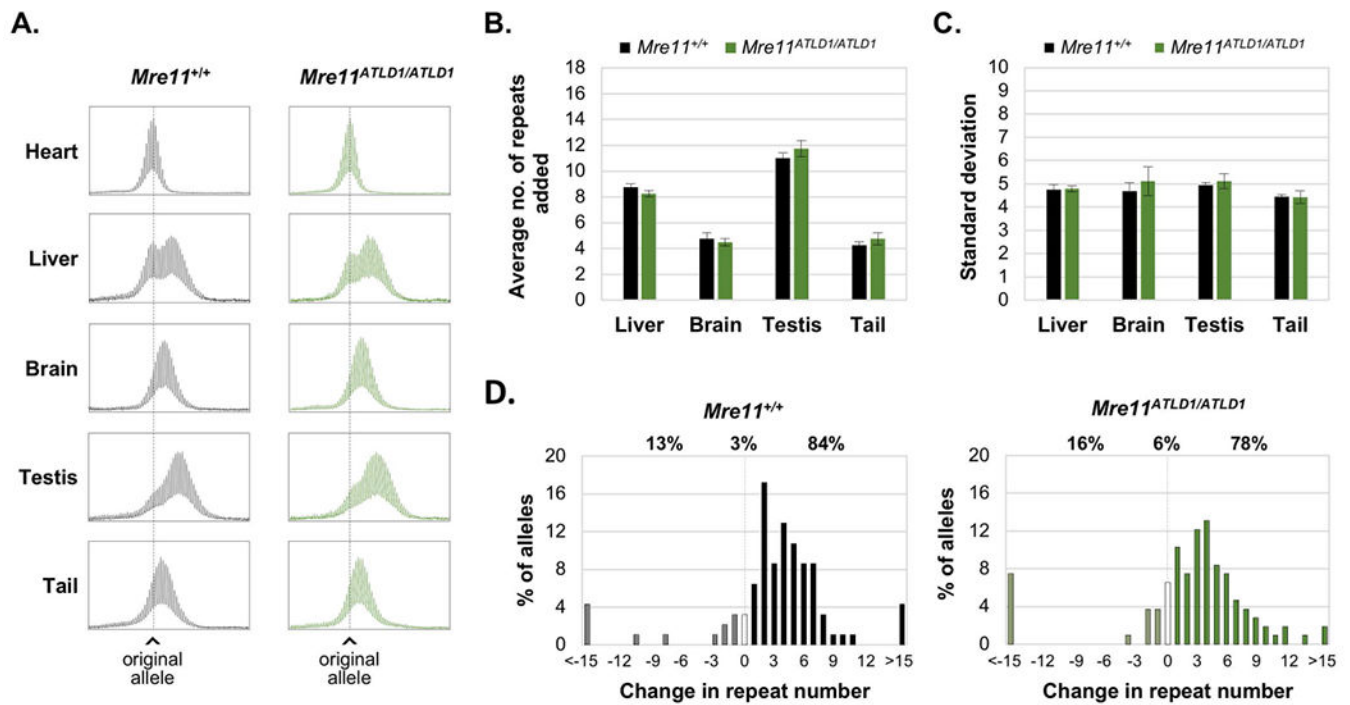 A.
Mre11+/+
Mre11ATLD1/ATLD1
Heart
Liver
Brain
Testis
Tail
^
original
allele
^
original
allele
B.
Mre11+/+ Mre11ATLD1/ATLD1
Average no. of repeats
added
18
16
14
12
10
8
6
4
2
0
Liver Brain Testis Tail
C.
Mre11+/+ Mre11ATLD1/ATLD1
Standard deviation
10
9
8
7
6
5
4
3
2
1
0
Liver Brain Testis Tail
D.
Mre11+/+
13% 3% 84%
% of alleles
20
16
12
8
4
0
<-15 -12 -9 -6 -3 0 3 6 9 12 >15
Change in repeat number
Mre11ATLD1/ATLD1
16% 6% 78%
% of alleles
20
16
12
8
4
0
<-15 -12 -9 -6 -3 0 3 6 9 12 >15
Change in repeat number